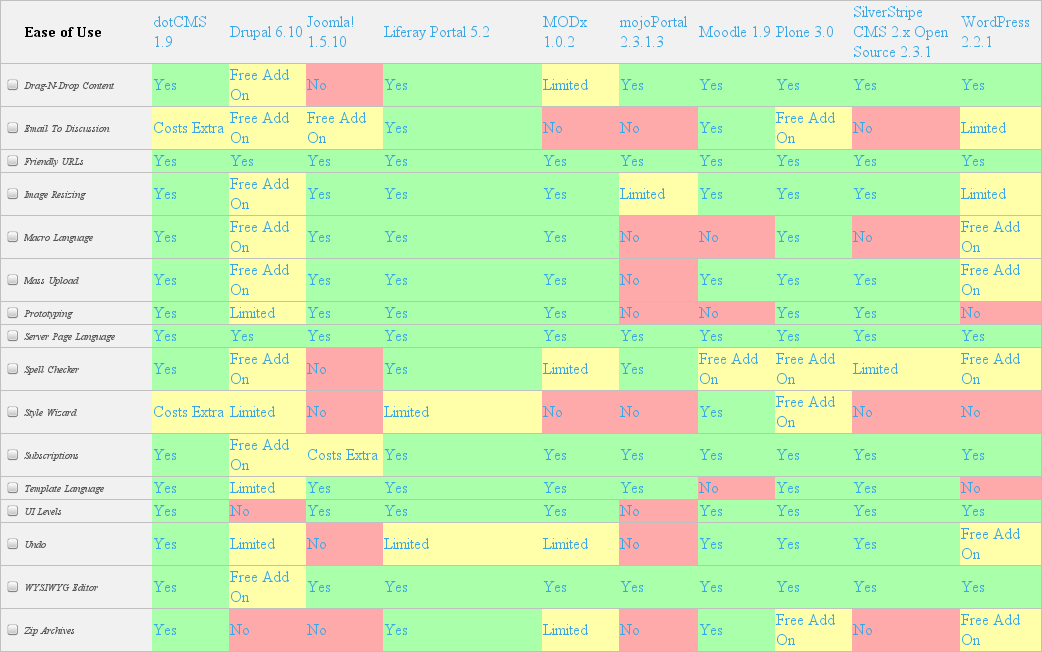 Ease of Use dotCMS 1.9 Drupal 6.10 Joomla! 1.5.10 Liferay Portal 5.2 MODx 1.0.2 mojoPortal 2.3.1.3 Moodle 1.9 Plone 3.0 SilverStripe CMS 2.x Open Source 2.3.1 WordPress 2.2.1
Drag-N-Drop Content Yes Free Add On No Yes Limited Yes Yes Yes Yes Yes
Email To Discussion Costs Extra Free Add On Free Add On Yes No No Yes Free Add On No Limited
Friendly URLs Yes Yes Yes Yes Yes Yes Yes Yes Yes Yes
Image Resizing Yes Free Add On Yes Yes Yes Limited Yes Yes Yes Limited
Macro Language Yes Free Add On Yes Yes Yes No No Yes No Free Add On
Mass Upload Yes Free Add On Yes Yes Yes No Yes Yes Yes Free Add On
Prototyping Yes Limited Yes Yes Yes No No Yes Yes No
Server Page Language Yes Yes Yes Yes Yes Yes Yes Yes Yes Yes
Spell Checker Yes Free Add On No Yes Limited Yes Free Add On Free Add On Limited Free Add On
Style Wizard Costs Extra Limited No Limited No No Yes Free Add On No No
Subscriptions Yes Free Add On Costs Extra Yes Yes Yes Yes Yes Yes Yes
Template Language Yes Limited Yes Yes Yes Yes No Yes Yes No
UI Levels Yes No Yes Yes Yes No Yes Yes Yes Yes
Undo Yes Limited No Limited Limited No Yes Yes Yes Free Add On
WYSIWYG Editor Yes Free Add On Yes Yes Yes Yes Yes Yes Yes Yes
Zip Archives Yes No No Yes Limited No Yes Free Add On No Free Add On